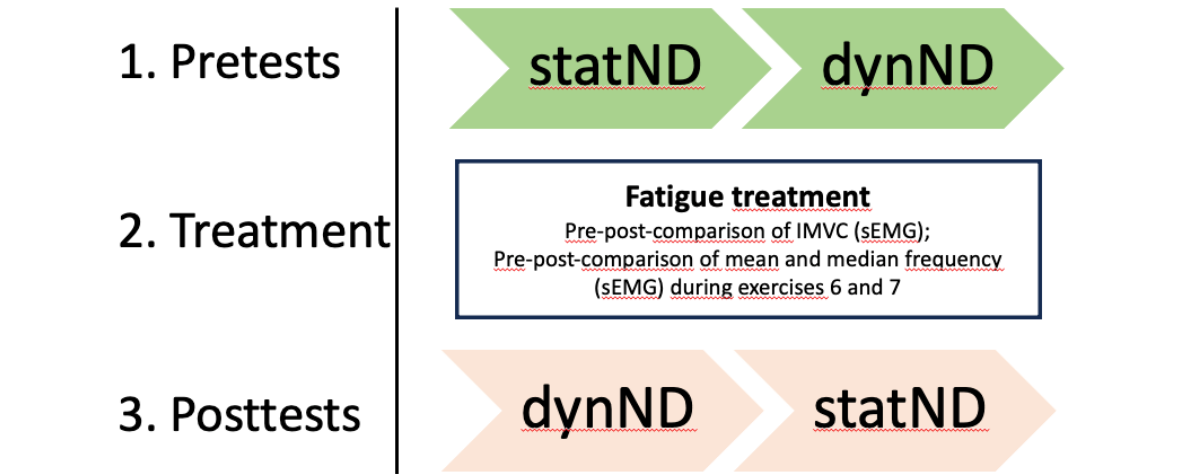 1. Pretests
statND
dynND
2. Treatment
Fatigue treatment
Pre-post-comparison of IMVC (sEMG);
Pre-post-comparison of mean and median frequency
(sEMG) during exercises 6 and 7
3. Posttests
dynND
statND